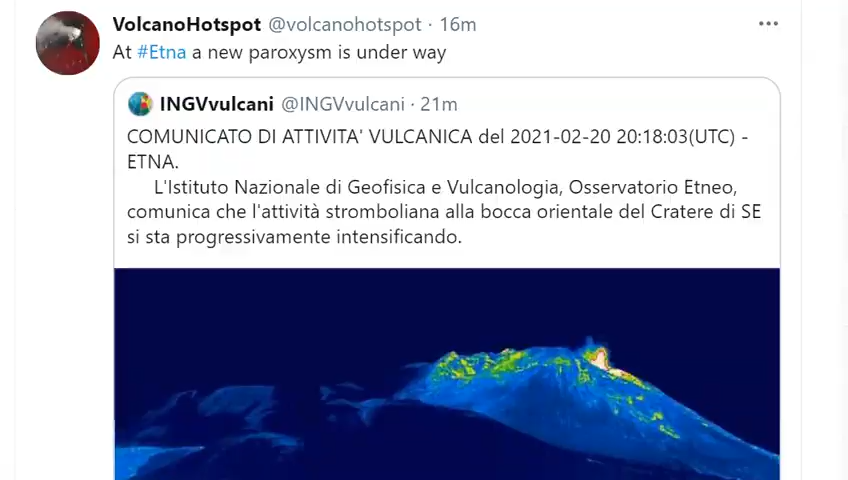 VolcanoHotspot @volcanohotspot · 16m
At #Etna a new paroxysm is under way
INGVvulcani @INGVvulcani · 21m
COMUNICATO DI ATTIVITA' VULCANICA del 2021-02-20 20:18:03(UTC) -
ETNA.
L'Istituto Nazionale di Geofisica e Vulcanologia, Osservatorio Etneo,
comunica che l'attività stromboliana alla bocca orientale del Cratere di SE
si sta progressivamente intensificando.